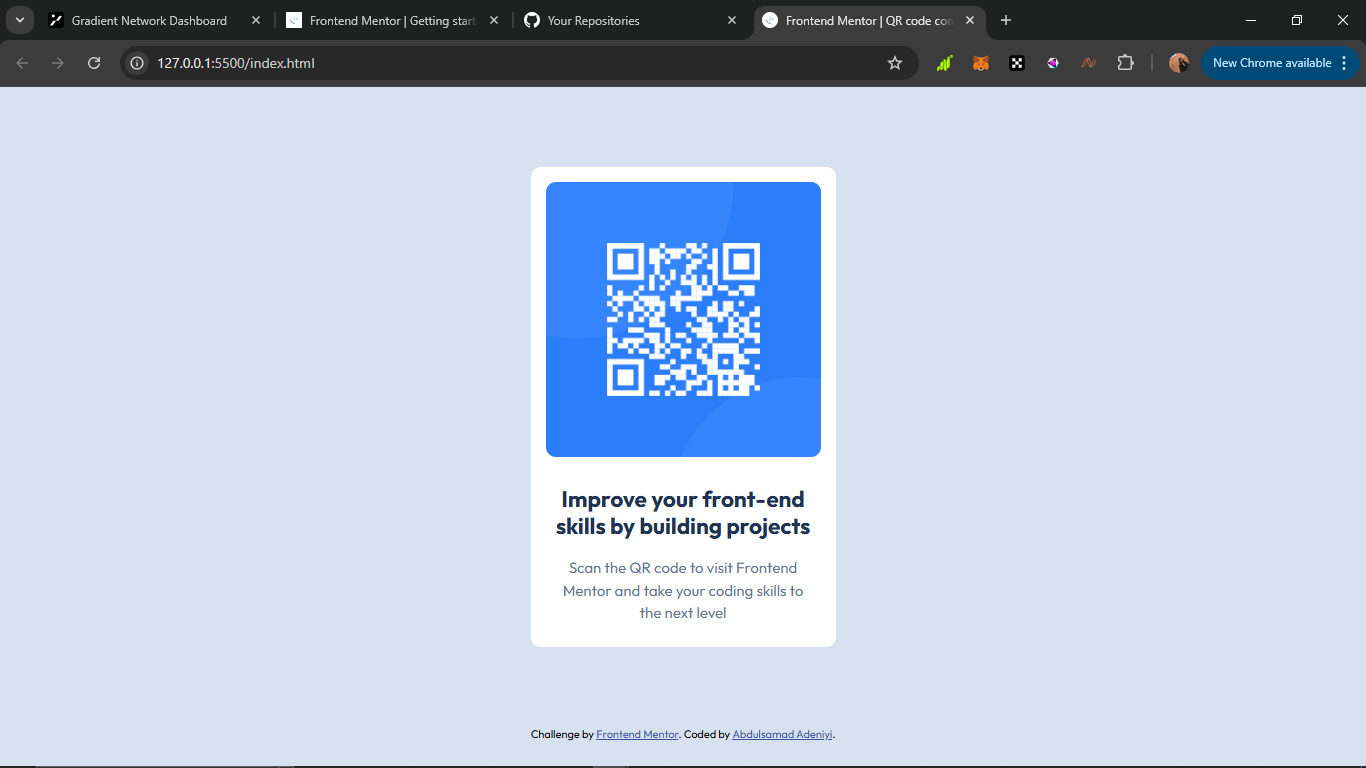 Gradient Network Dashboard
Frontend Mentor | Getting start
Your Repositories
Frontend Mentor | QR code con
127.0.0.1:5500/index.html
New Chrome available
Improve your front-end
skills by building projects
Scan the QR code to visit Frontend
Mentor and take your coding skills to
the next level
Challenge by Frontend Mentor. Coded by Abdulsamad Adeniyi.